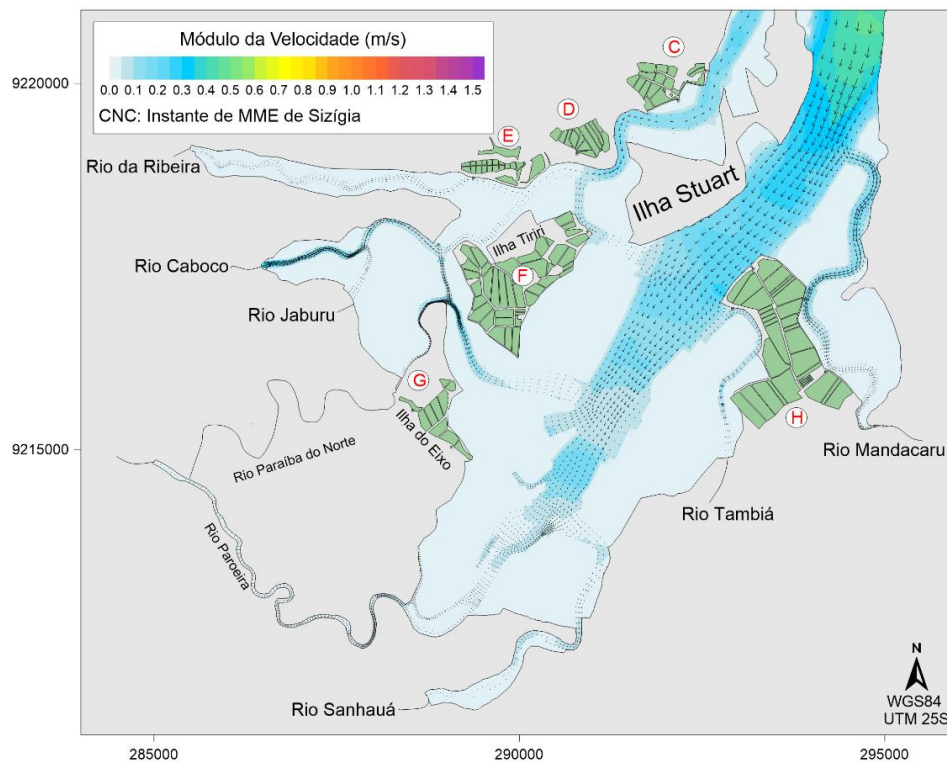 Módulo da Velocidade (m/s)
0.0 0.1 0.2 0.3 0.4 0.5 0.6 0.7 0.8 0.9 1.0 1.1 1.2 1.3 1.4 1.5
CNC: Instante de MME de Sizígia
9220000
C
D
E
Rio da Ribeira
Ilha Stuart
Ilha Tiriri
Rio Caboco
F
Rio Jaburu
G
Ilha do Eixo
H
9215000
Rio Mandacaru
Rio Paraíba do Norte
Rio Tambiá
Rio Paroeira
Rio Sanhauá
N
WGS84
UTM 25S
285000
290000
295000